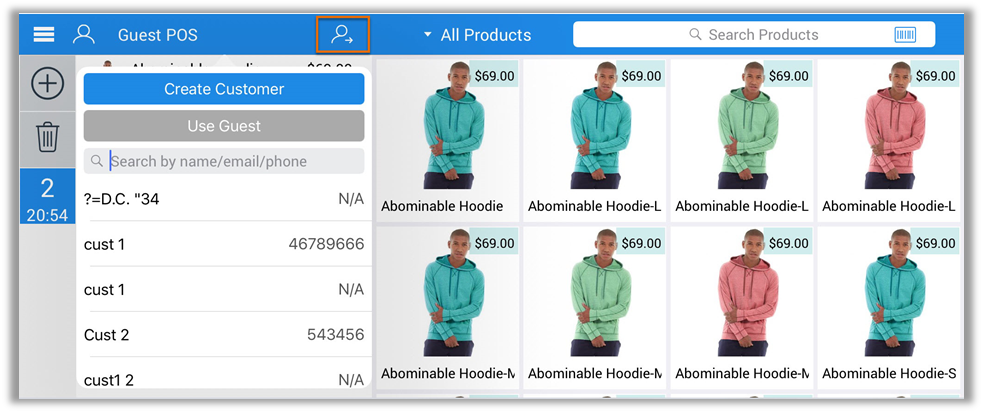 Guest POS
All Products
Search Products
Create Customer
Use Guest
Search by name/email/phone
?=D.C. "34 N/A
cust 1 46789666
cust 1 N/A
Cust 2 543456
cust1 2 N/A
2
20:54
$69.00 $69.00 $69.00 $69.00
Abominable Hoodie Abominable Hoodie-L Abominable Hoodie-L Abominable Hoodie-L
$69.00 $69.00 $69.00 $69.00
Abominable Hoodie-M Abominable Hoodie-M Abominable Hoodie-M Abominable Hoodie-S